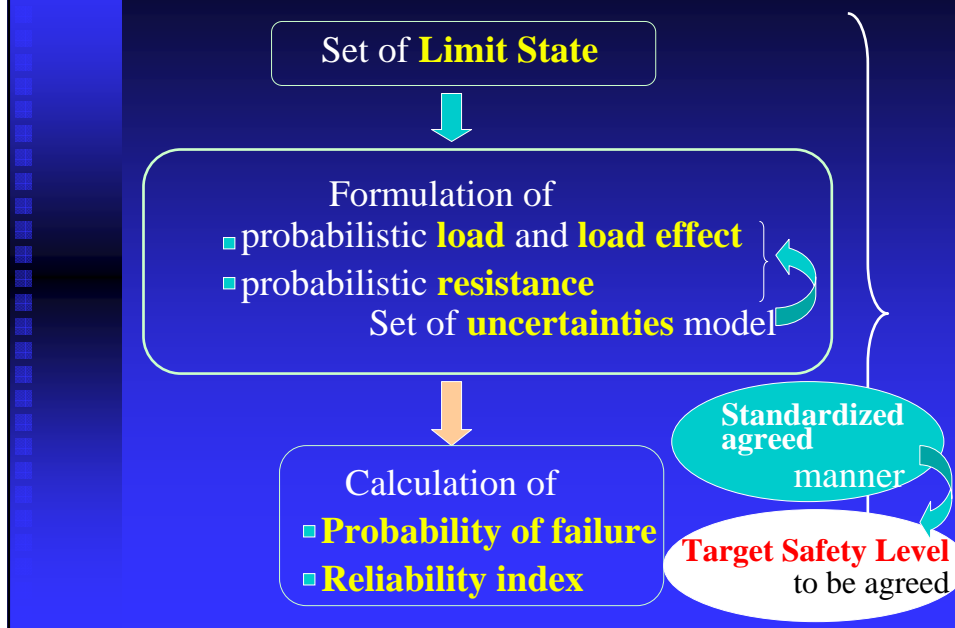 Set of Limit State
Formulation of
probabilistic load and load effect
probabilistic resistance
Set of uncertainties model
Calculation of
Probability of failure
Reliability index
Standardized
agreed
manner
Target Safety Level
to be agreed